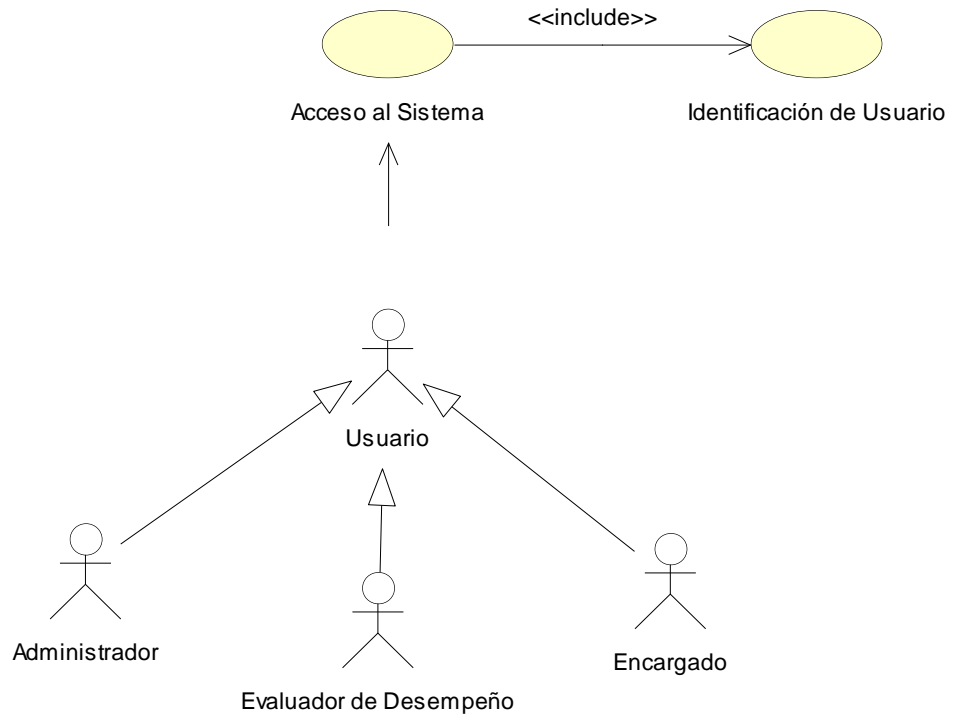 <<include>>
Acceso al Sistema
Identificación de Usuario
Usuario
Administrador
Evaluador de Desempeño
Encargado